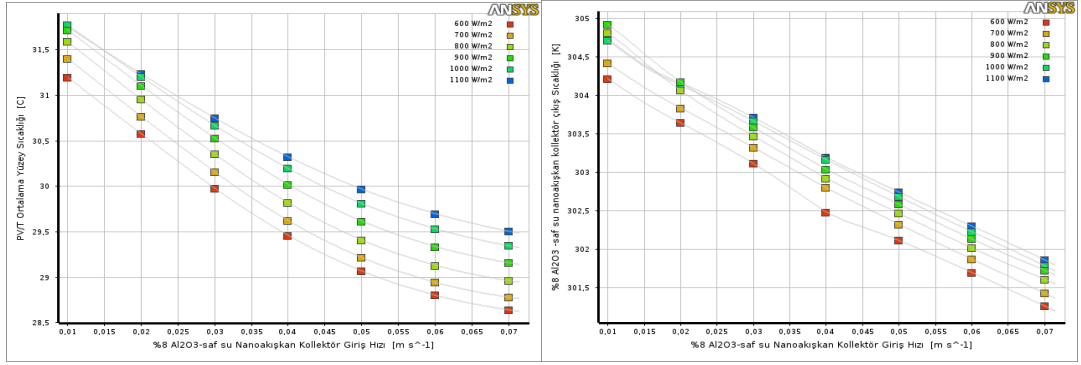 ANSYS
600 W/m2
700 W/m2
800 W/m2
900 W/m2
1000 W/m2
1100 W/m2
PV/T Ortalama Yüzey Sıcaklığı [C]
31,5
31
30,5
30
29,5
29
28,5
0,01 0,015 0,02 0,025 0,03 0,035 0,04 0,045 0,05 0,055 0,06 0,065 0,07
%8 Al2O3-saf su Nanoakışkan Kollektör Giriş Hızı [m s^-1]
ANSYS
600 W/m2
700 W/m2
800 W/m2
900 W/m2
1000 W/m2
1100 W/m2
%8 Al2O3 -saf su nanoakışkan kollektör çıkış Sıcaklığı [K]
305
304,5
304
303,5
303
302,5
302
301,5
0,01 0,015 0,02 0,025 0,03 0,035 0,04 0,045 0,05 0,055 0,06 0,065 0,07
%8 Al2O3-saf su Nanoakışkan Kollektör Giriş Hızı [m s^-1]